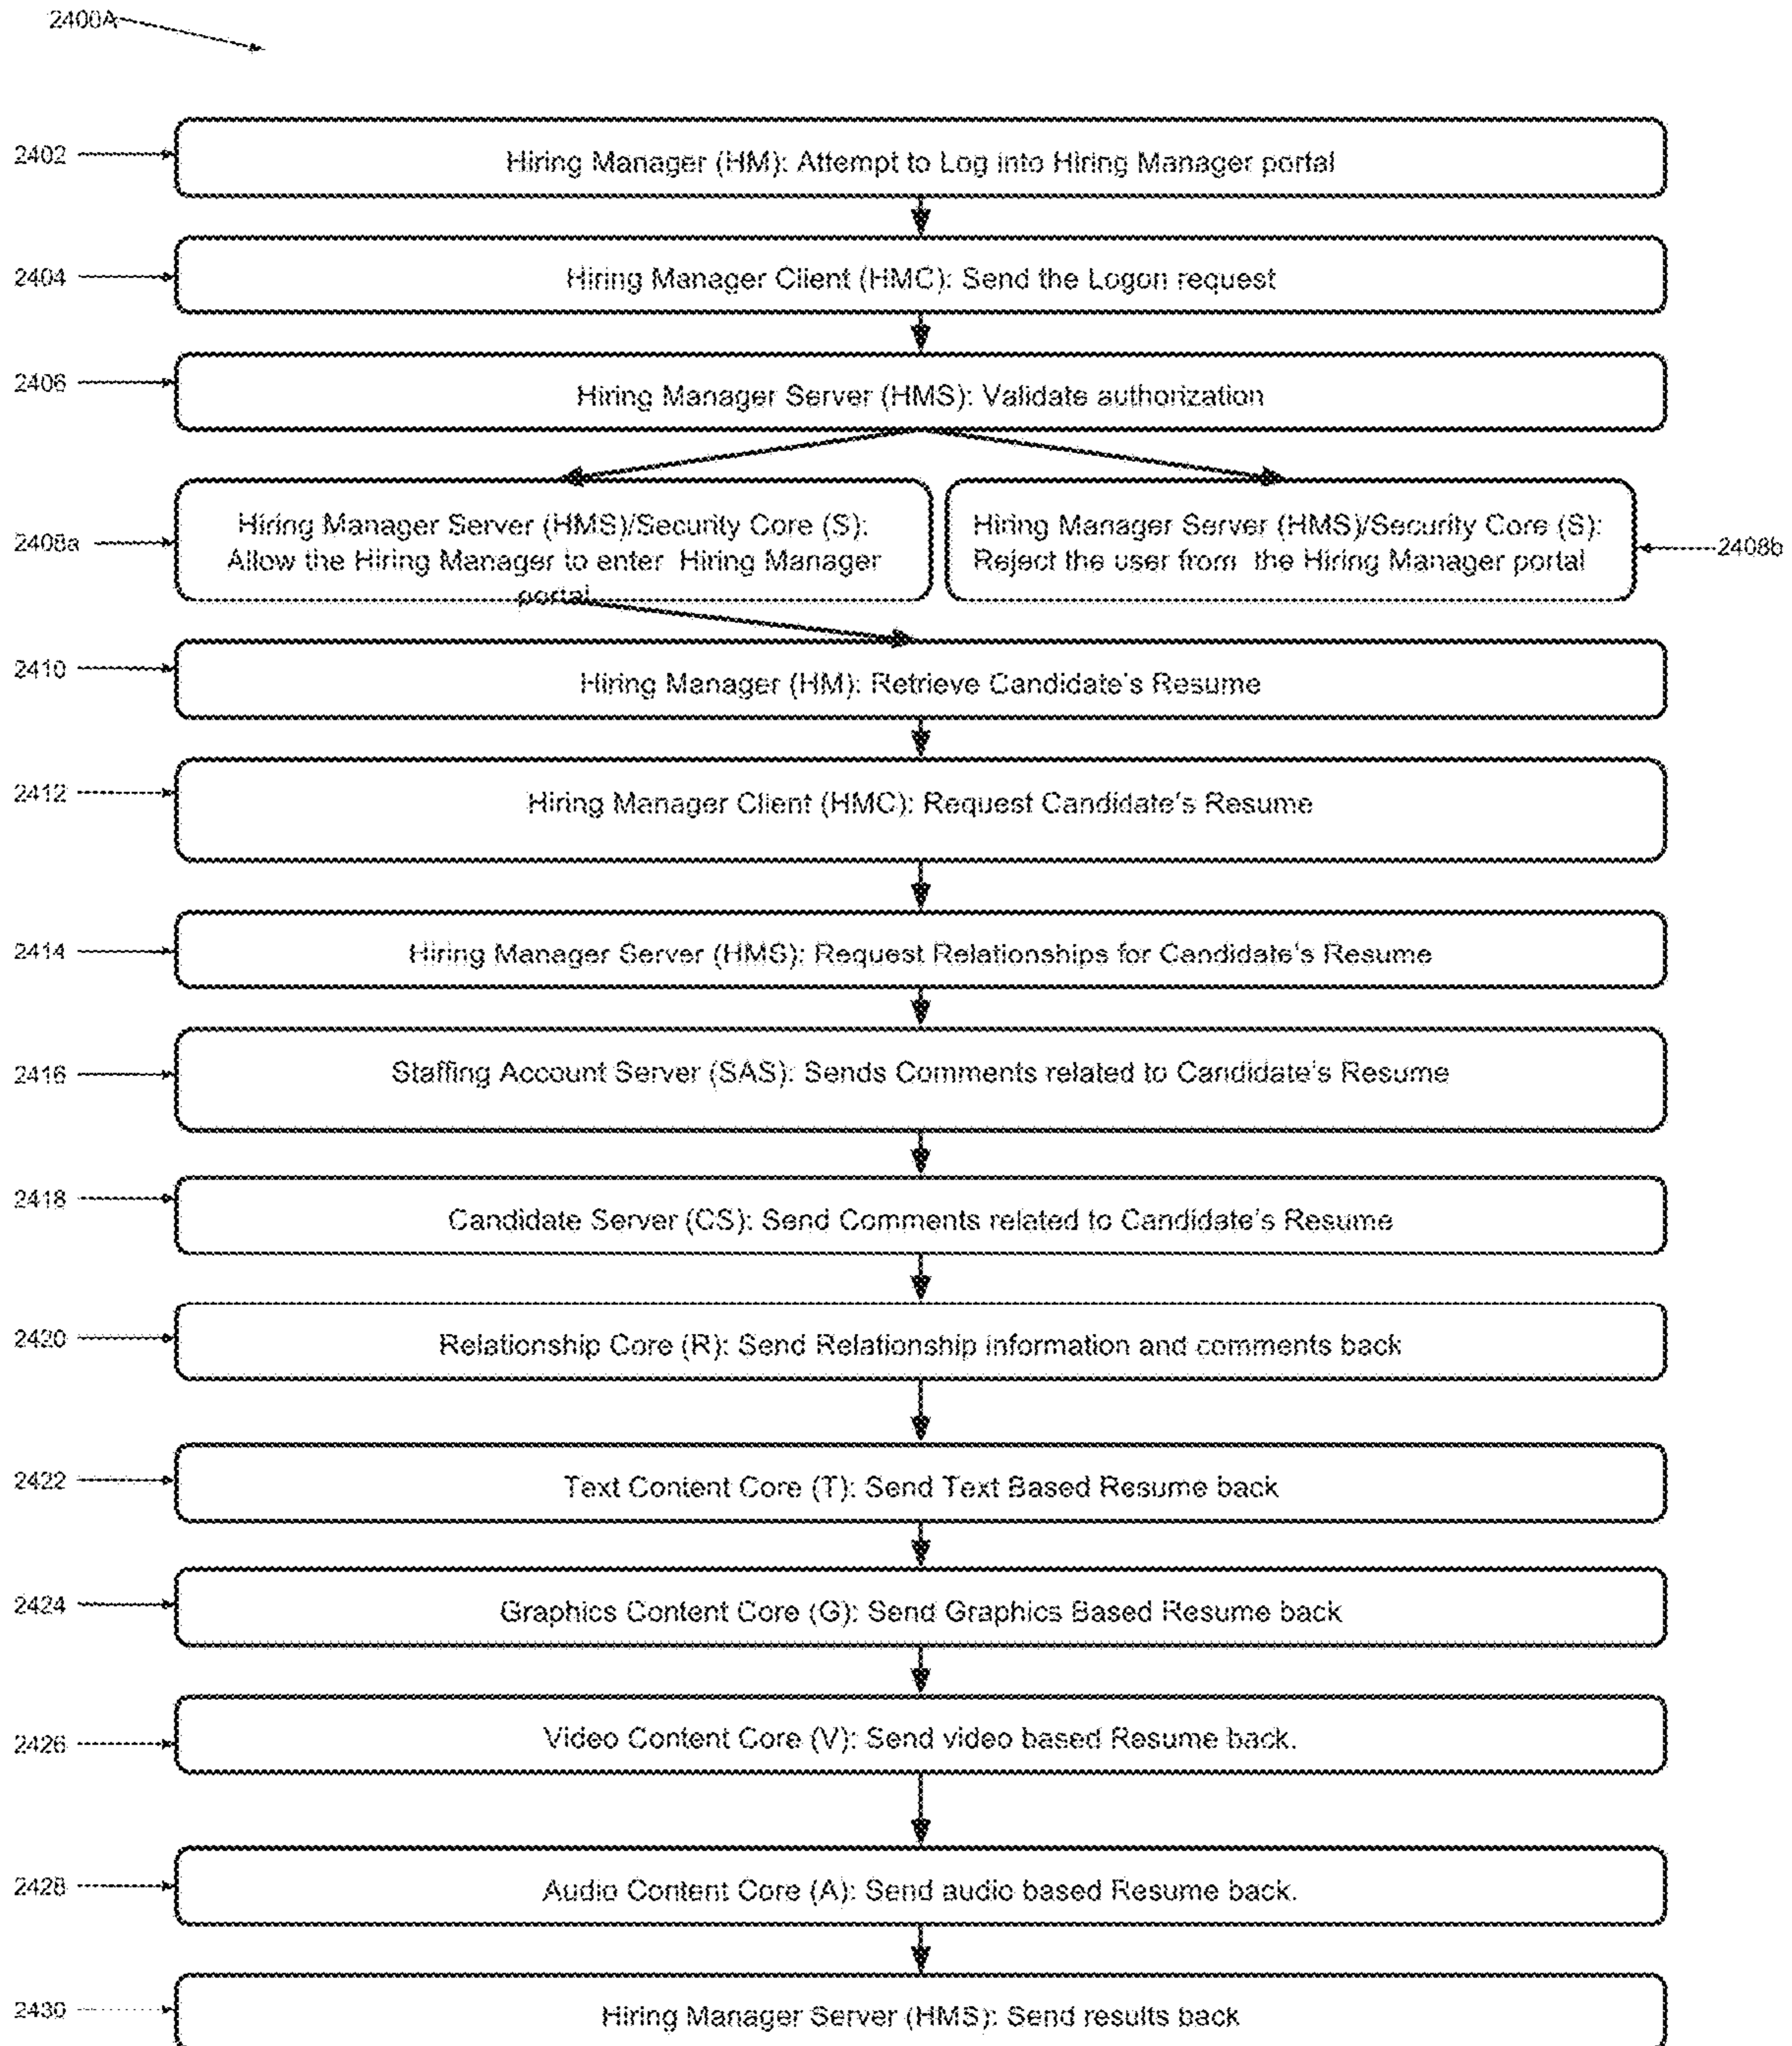 2400A
2402
Hiring Manager (HM): Attempt to Log into Hiring Manager portal
2404
Hiring Manager Client (HMC): Send the Logon request
2406
Hiring Manager Server (HMS): Validate authorization
2408a
Hiring Manager Server (HMS)/Security Core (S):
Allow the Hiring Manager to enter Hiring Manager
portal
Hiring Manager Server (HMS)/Security Core (S):
Reject the user from the Hiring Manager portal
2408b
2410
Hiring Manager (HM): Retrieve Candidate's Resume
2412
Hiring Manager Client (HMC): Request Candidate's Resume
2414
Hiring Manager Server (HMS): Request Relationships for Candidate's Resume
2416
Staffing Account Server (SAS): Sends Comments related to Candidate's Resume
2418
Candidate Server (CS): Send Comments related to Candidate's Resume
2420
Relationship Core (R): Send Relationship information and comments back
2422
Text Content Core (T): Send Text Based Resume back
2424
Graphics Content Core (G): Send Graphics Based Resume back
2426
Video Content Core (V): Send video based Resume back.
2428
Audio Content Core (A): Send audio based Resume back.
2430
Hiring Manager Server (HMS): Send results back